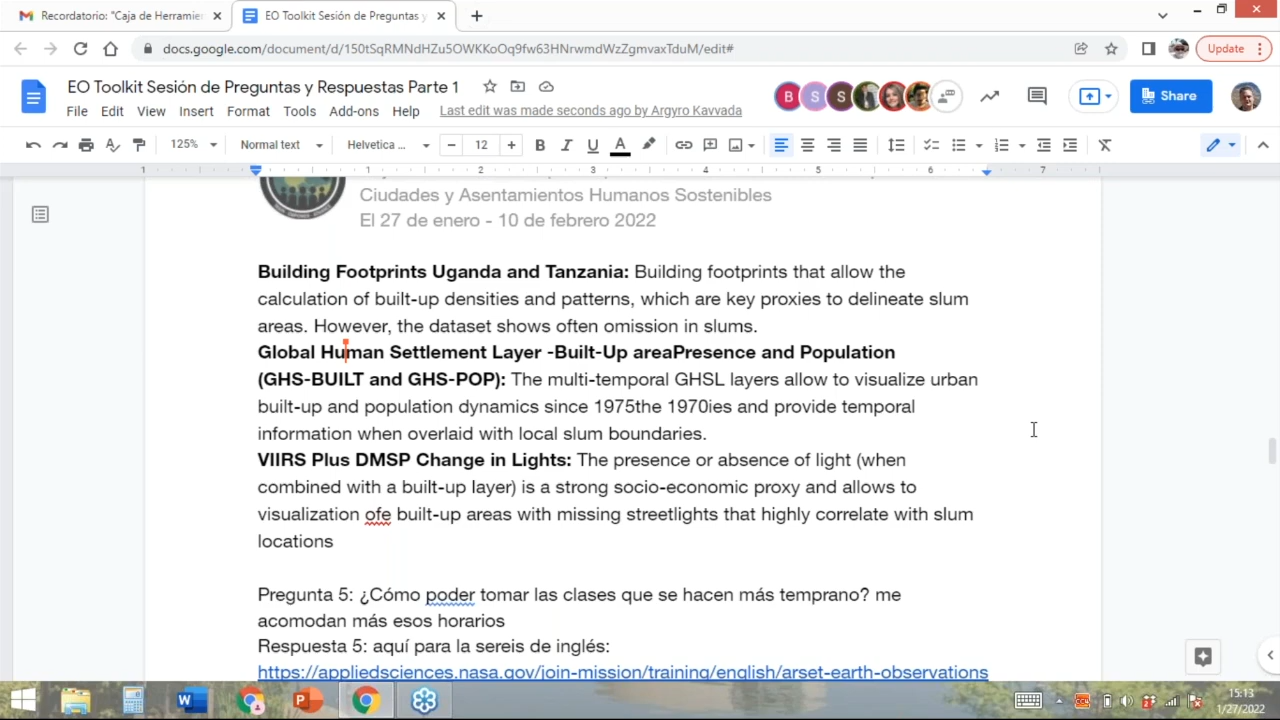 Recordatorio: "Caja de Herramie
EO Toolkit Sesión de Preguntas y
docs.google.com/document/d/150tSqRMNdHZu5OWKKoOq9fw63HNrwmdWzZgmvaxTduM/edit#
Update
EO Toolkit Sesión de Preguntas y Respuestas Parte 1
B
S
S
Share
File Edit View Insert Format Tools Add-ons Help Last edit was made seconds ago by Argyro Kavvada
125% Normal text Helvetica ... 12 B I U A
1 1 2 3 4 5 6 7
Ciudades y Asentamientos Humanos Sostenibles
El 27 de enero - 10 de febrero 2022
Building Footprints Uganda and Tanzania: Building footprints that allow the
calculation of built-up densities and patterns, which are key proxies to delineate slum
areas. However, the dataset shows often omission in slums.
Global Human Settlement Layer -Built-Up areaPresence and Population
(GHS-BUILT and GHS-POP): The multi-temporal GHSL layers allow to visualize urban
built-up and population dynamics since 1975the 1970ies and provide temporal
information when overlaid with local slum boundaries.
VIIRS Plus DMSP Change in Lights: The presence or absence of light (when
combined with a built-up layer) is a strong socio-economic proxy and allows to
visualization ofe built-up areas with missing streetlights that highly correlate with slum
locations
Pregunta 5: ¿Cómo poder tomar las clases que se hacen más temprano? me
acomodan más esos horarios
Respuesta 5: aquí para la sereis de inglés:
https://appliedsciences.nasa.gov/join-mission/training/english/arset-earth-observations
15:13
1/27/2022